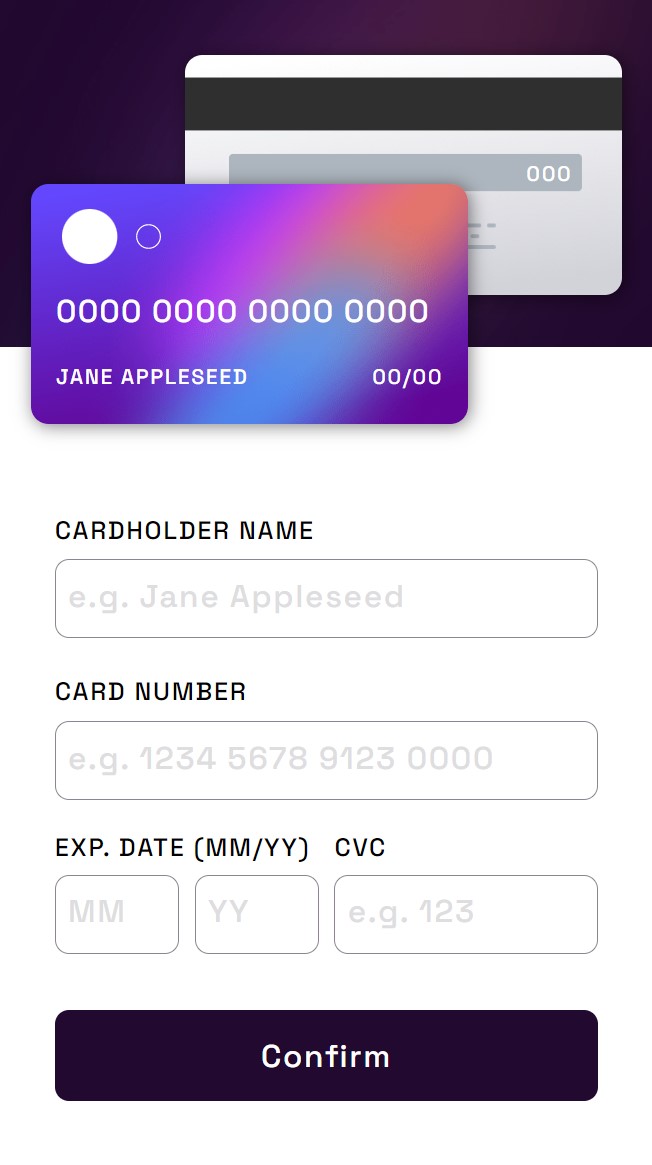 000
0000 0000 0000 0000
JANE APPLESEED 00/00
CARDHOLDER NAME
e.g. Jane Appleseed
CARD NUMBER
e.g. 1234 5678 9123 0000
EXP. DATE (MM/YY) CVC
MM YY e.g. 123
Confirm